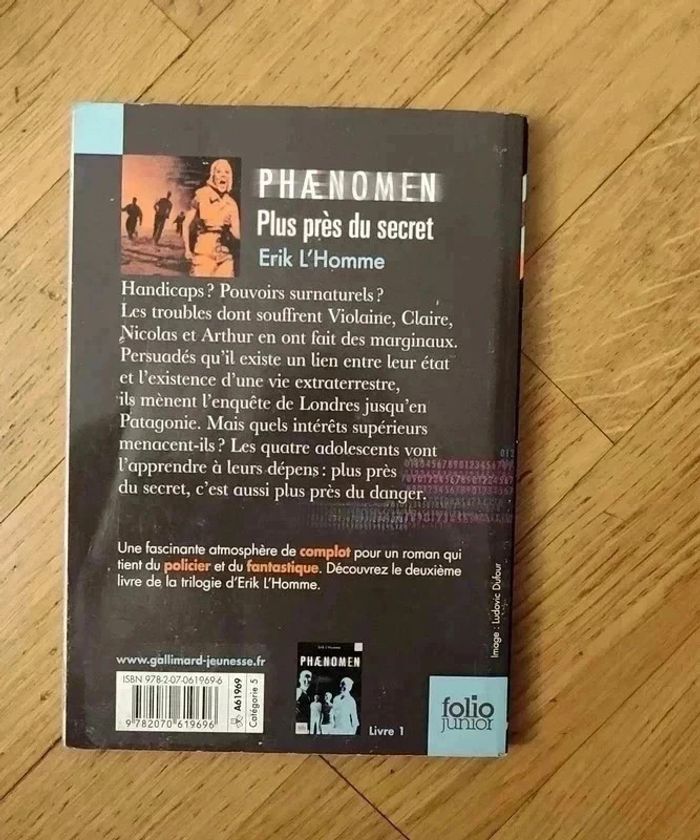 PHÆNOMEN
Plus près du secret
Erik L'Homme
Handicaps ? Pouvoirs surnaturels ?
Les troubles dont souffrent Violaine, Claire,
Nicolas et Arthur en ont fait des marginaux.
Persuadés qu'il existe un lien entre leur état
et l'existence d'une vie extraterrestre,
ils mènent l'enquête de Londres jusqu'en
Patagonie. Mais quels intérêts supérieurs
menacent-ils ? Les quatre adolescents vont
l'apprendre à leurs dépens : plus près
du secret, c'est aussi plus près du danger.
Une fascinante atmosphère de complot pour un roman qui
tient du policier et du fantastique. Découvrez le deuxième
livre de la trilogie d'Erik L'Homme.
Image : Ludovic Dufour
www.gallimard-jeunesse.fr
ISBN 978-2-07-061969-6
9 782070 619696
A61969
Catégorie 5
Erik L'Homme
PHÆNOMEN
Livre 1
folio
junior